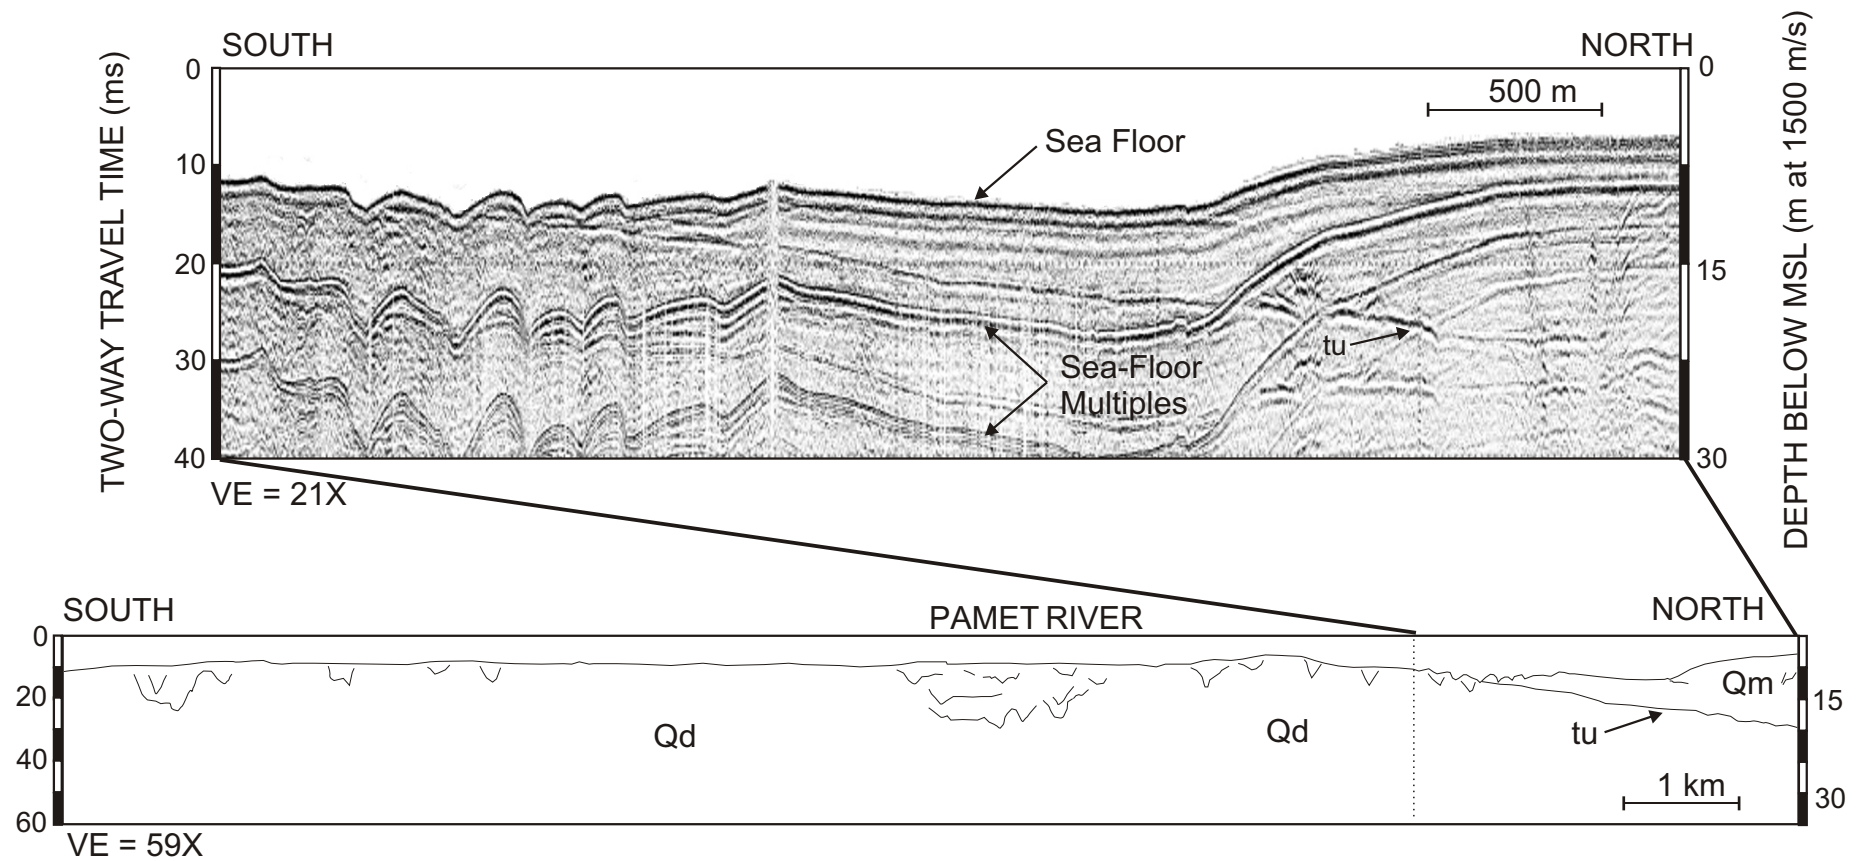 SOUTH
NORTH
TWO-WAY TRAVEL TIME (ms)
DEPTH BELOW MSL (m at 1500 m/s)
0
10
20
30
40
0
15
30
500 m
Sea Floor
tu
Sea-Floor
Multiples
VE = 21X
SOUTH
PAMET RIVER
NORTH
0
20
40
60
15
30
Qd
Qd
Qm
tu
1 km
VE = 59X